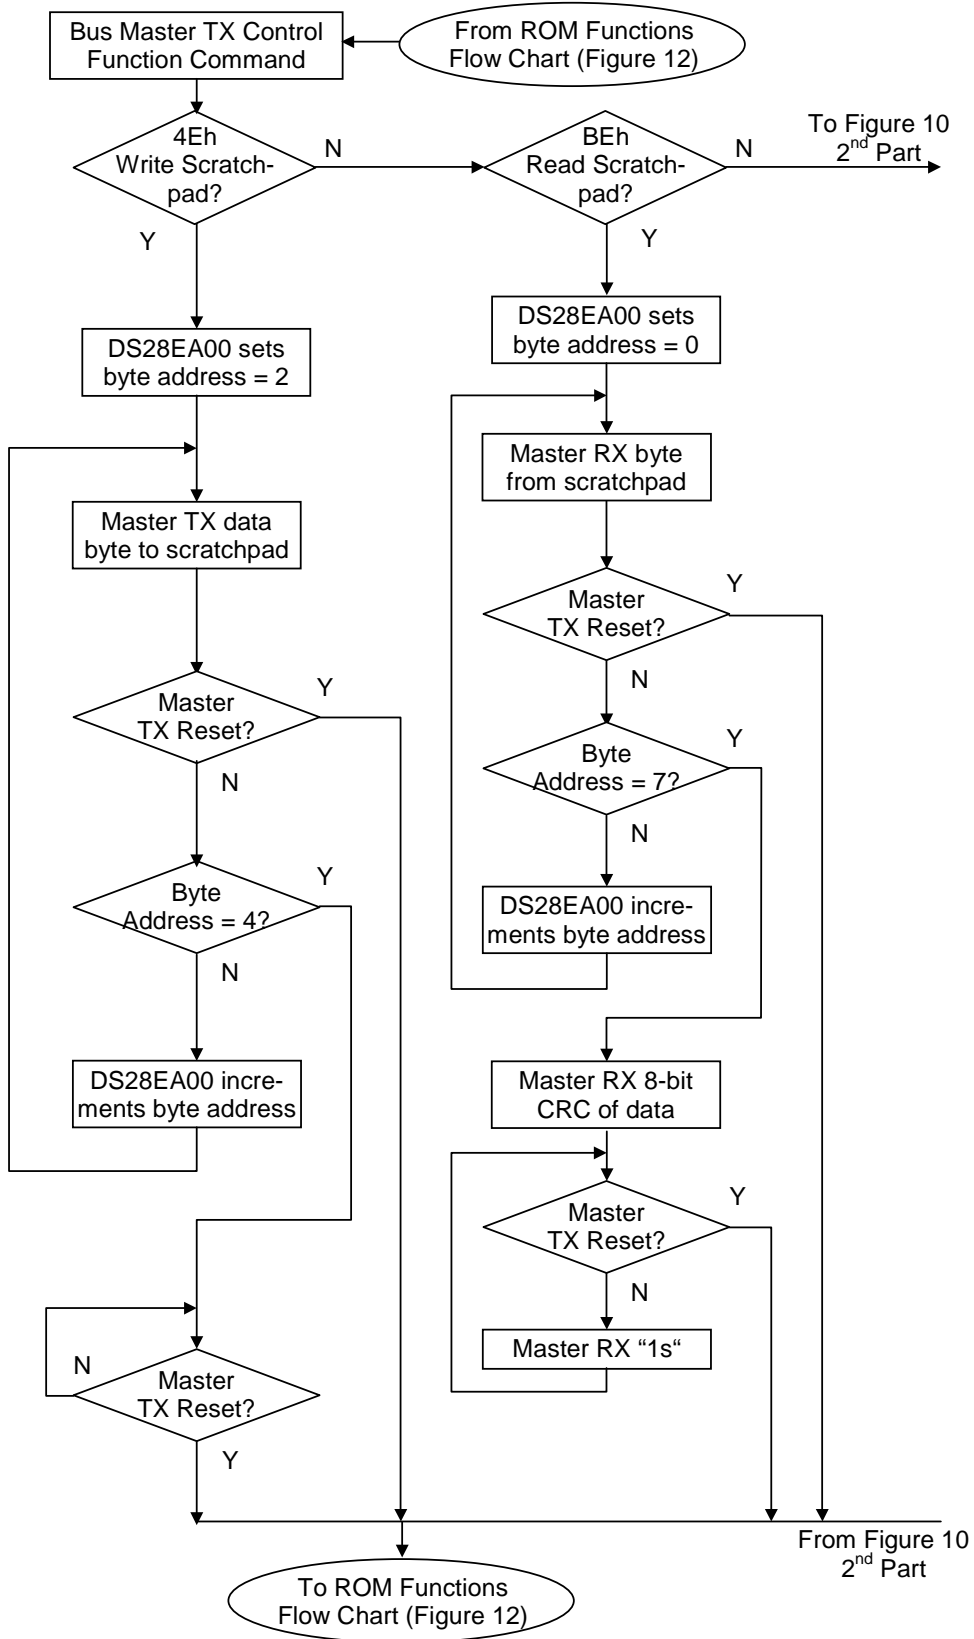 Bus Master TX Control
Function Command
From ROM Functions
Flow Chart (Figure 12)
4Eh
Write Scratch-
pad?
N
Y
BEh
Read Scratch-
pad?
N
Y
To Figure 10
2nd Part
DS28EA00 sets
byte address = 2
Master TX data
byte to scratchpad
Master
TX Reset?
Y
N
Byte
Address = 4?
Y
N
DS28EA00 incre-
ments byte address
Master
TX Reset?
N
Y
DS28EA00 sets
byte address = 0
Master RX byte
from scratchpad
Master
TX Reset?
Y
N
Byte
Address = 7?
Y
N
DS28EA00 incre-
ments byte address
Master RX 8-bit
CRC of data
Master
TX Reset?
Y
N
Master RX “1s“
From Figure 10
2nd Part
To ROM Functions
Flow Chart (Figure 12)